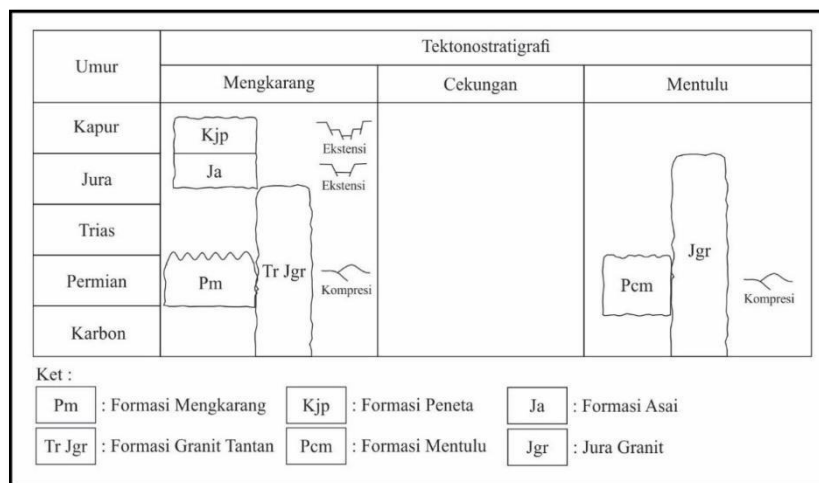 Umur
Tektonostratigrafi
Mengkarang
Cekungan
Mentulu
Kapur
Kjp
Ekstensi
Jura
Ja
Ekstensi
Trias
Tr Jgr
Jgr
Permian
Pm
Kompresi
Pcm
Kompresi
Karbon
Ket :
Pm : Formasi Mengkarang
Kjp : Formasi Peneta
Ja : Formasi Asai
Tr Jgr : Formasi Granit Tantan
Pcm : Formasi Mentulu
Jgr : Jura Granit